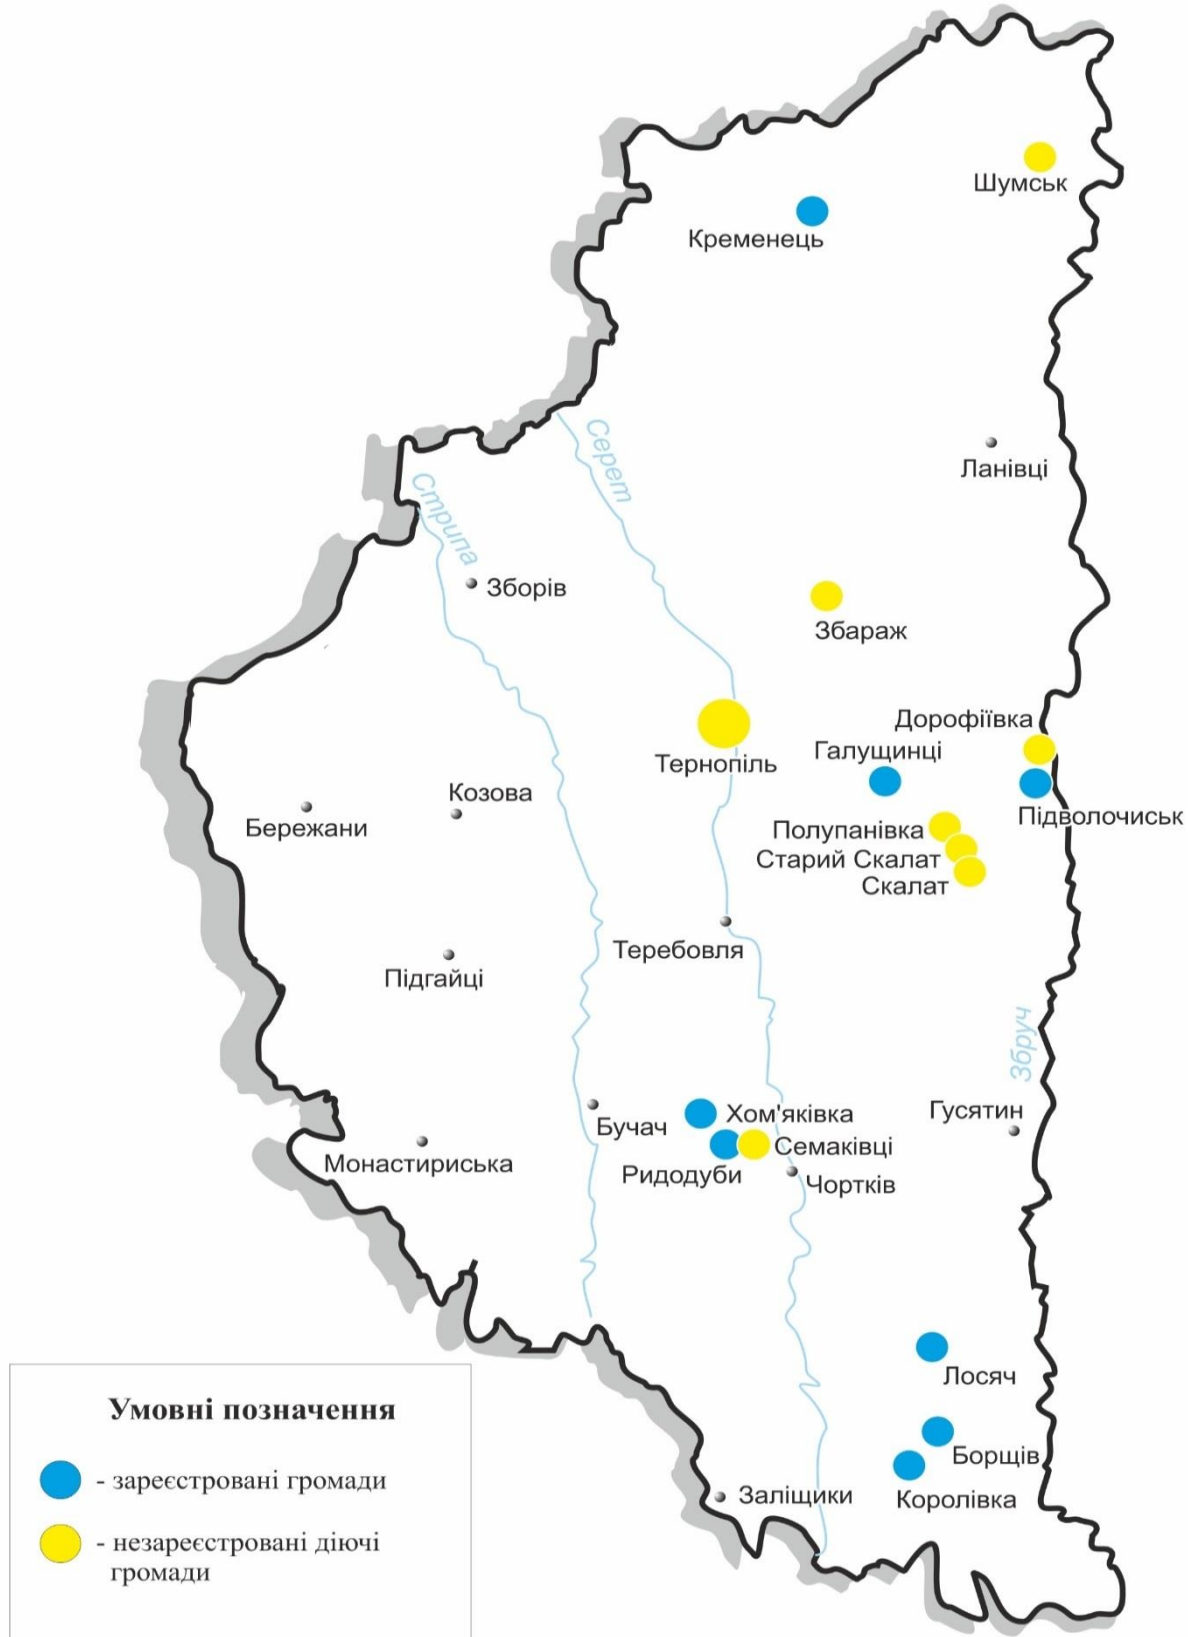 Шумськ
Кременець
Серет
Ланівці
Стрипа
Зборів
Збараж
Дорофіївка
Галущинці
Тернопіль
Козова
Підволочиськ
Бережани
Полупанівка
Старий Скалат
Скалат
Теребовля
Підгайці
Збруч
Гусятин
Хом'яківка
Бучач
Семаківці
Монастириська
Ридодуби
Чортків
Лосяч
Умовні позначення
Борщів
- зареєстровані громади
Заліщики
Королівка
- незареєстровані діючі
громади